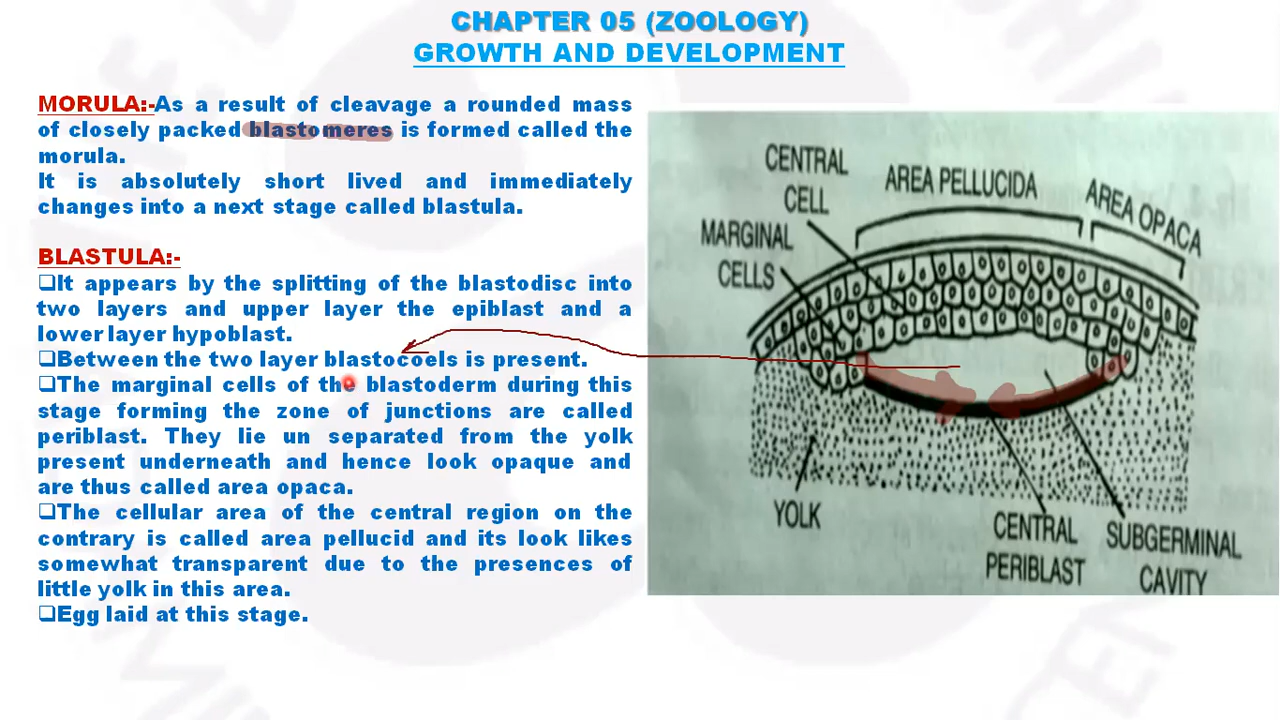 CHAPTER 05 (ZOOLOGY)
GROWTH AND DEVELOPMENT
MORULA:-As a result of cleavage a rounded mass
of closely packed blastomeres is formed called the
morula.
It is absolutely short lived and immediately
changes into a next stage called blastula.
BLASTULA:-
❑It appears by the splitting of the blastodisc into
two layers and upper layer the epiblast and a
lower layer hypoblast.
❑Between the two layer blastocoels is present.
❑The marginal cells of the blastoderm during this
stage forming the zone of junctions are called
periblast. They lie un separated from the yolk
present underneath and hence look opaque and
are thus called area opaca.
❑The cellular area of the central region on the
contrary is called area pellucid and its look likes
somewhat transparent due to the presences of
little yolk in this area.
❑Egg laid at this stage.
CENTRAL
CELL
AREA PELLUCIDA
AREA OPACA
MARGINAL
CELLS
YOLK
CENTRAL
PERIBLAST
SUBGERMINAL
CAVITY